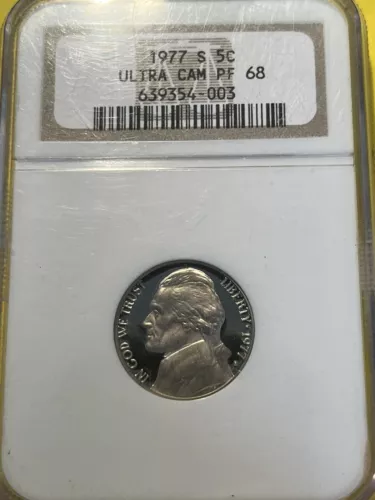 1977 S 5C
ULTRA CAM PF 68
639354-003
IN GOD WE TRUST
LIBERTY 1977